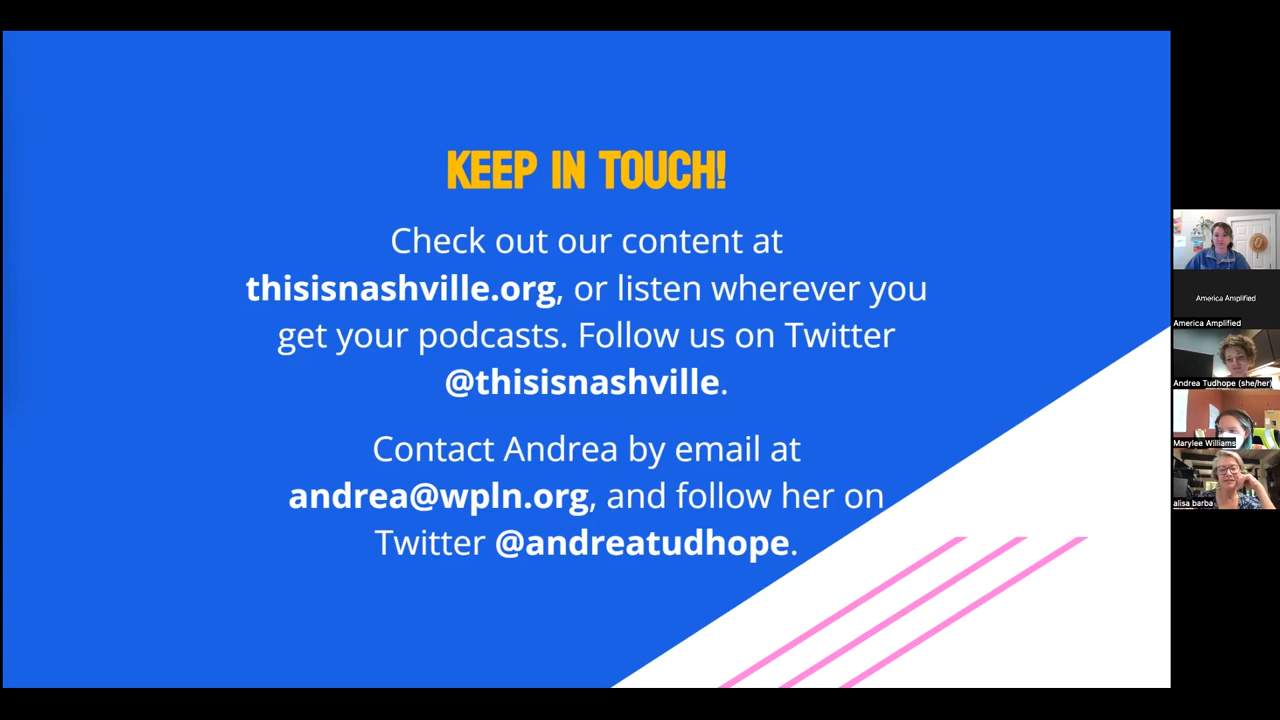 KEEP IN TOUCH!
Check out our content at
thisisnashville.org, or listen wherever you
get your podcasts. Follow us on Twitter
@thisisnashville.
Contact Andrea by email at
andrea@wpln.org, and follow her on
Twitter @andreatudhope.
America Amplified
America Amplified
Andrea Tudhope (she/her)
Marylee Williams
alisa barba